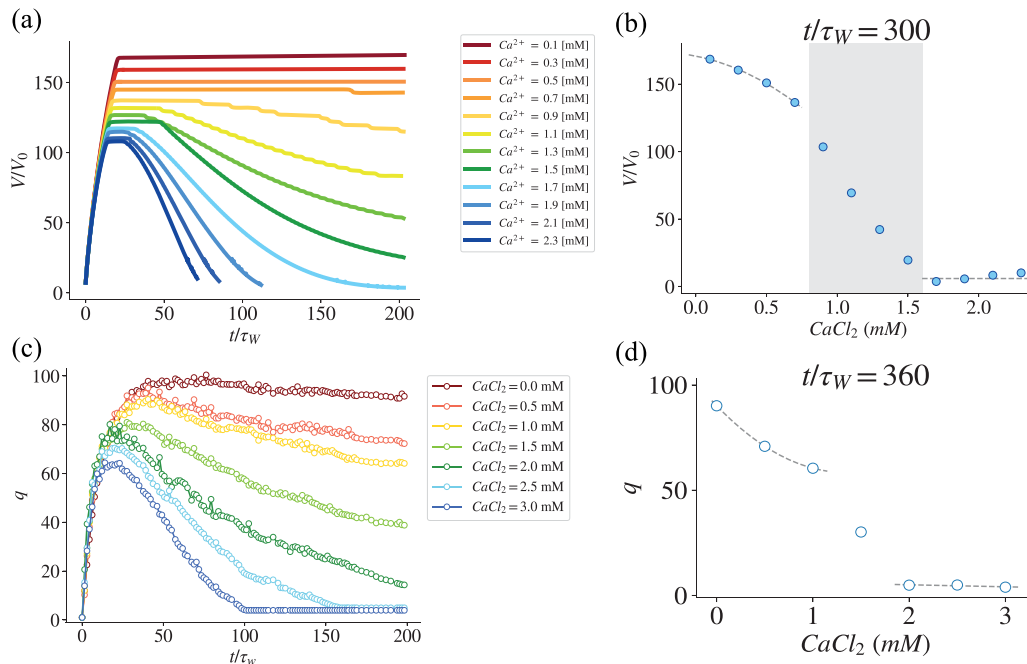 (a)
V/V₀
150
100
50
0
0 50 100 150 200
t/τ_W
Ca²⁺ = 0.1 [mM]
Ca²⁺ = 0.3 [mM]
Ca²⁺ = 0.5 [mM]
Ca²⁺ = 0.7 [mM]
Ca²⁺ = 0.9 [mM]
Ca²⁺ = 1.1 [mM]
Ca²⁺ = 1.3 [mM]
Ca²⁺ = 1.5 [mM]
Ca²⁺ = 1.7 [mM]
Ca²⁺ = 1.9 [mM]
Ca²⁺ = 2.1 [mM]
Ca²⁺ = 2.3 [mM]
(b)
t/τ_W = 300
V/V₀
150
100
50
0
0.0 0.5 1.0 1.5 2.0
CaCl₂ (mM)
(c)
q
100
80
60
40
20
0
0 50 100 150 200
t/τ_w
CaCl₂ = 0.0 mM
CaCl₂ = 0.5 mM
CaCl₂ = 1.0 mM
CaCl₂ = 1.5 mM
CaCl₂ = 2.0 mM
CaCl₂ = 2.5 mM
CaCl₂ = 3.0 mM
(d)
t/τ_W = 360
q
100
50
0
0 1 2 3
CaCl₂ (mM)